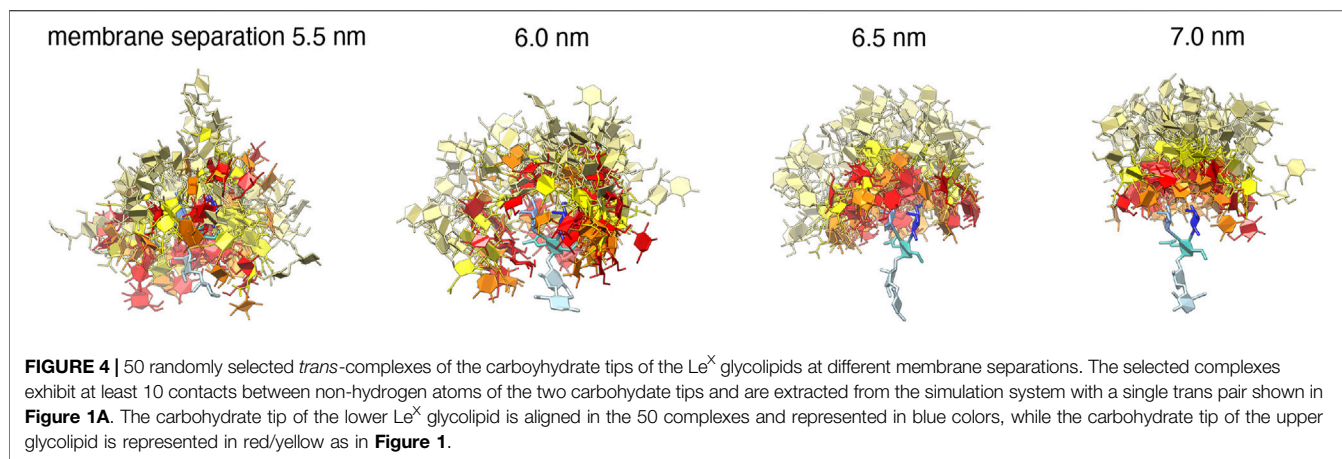 membrane separation 5.5 nm 6.0 nm 6.5 nm 7.0 nm
FIGURE 4 | 50 randomly selected trans-complexes of the carboyhydrate tips of the LeX glycolipids at different membrane separations. The selected complexes
exhibit at least 10 contacts between non-hydrogen atoms of the two carbohydate tips and are extracted from the simulation system with a single trans pair shown in
Figure 1A. The carbohydrate tip of the lower LeX glycolipid is aligned in the 50 complexes and represented in blue colors, while the carbohydrate tip of the upper
glycolipid is represented in red/yellow as in Figure 1.